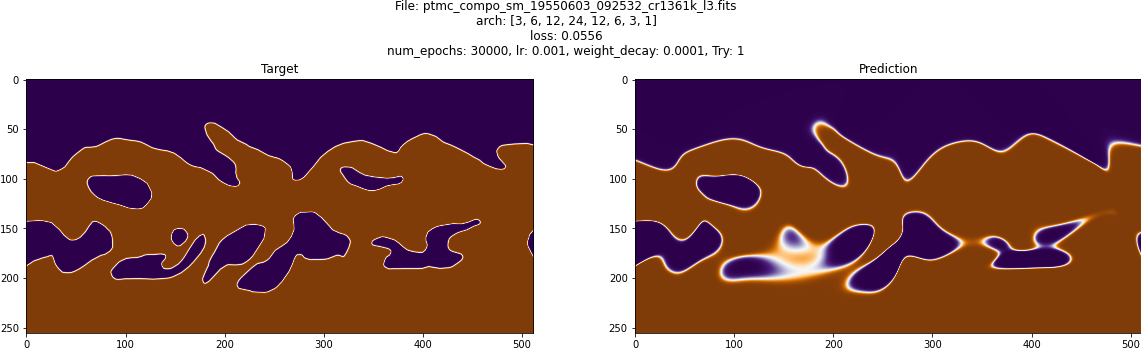 File: ptmc_compo_sm_19550603_092532_cr1361k_l3.fits
arch: [3, 6, 12, 24, 12, 6, 3, 1]
loss: 0.0556
num_epochs: 30000, lr: 0.001, weight_decay: 0.0001, Try: 1
Target
0
50
100
150
200
250
0 100 200 300 400 500
Prediction
0
50
100
150
200
250
0 100 200 300 400 500